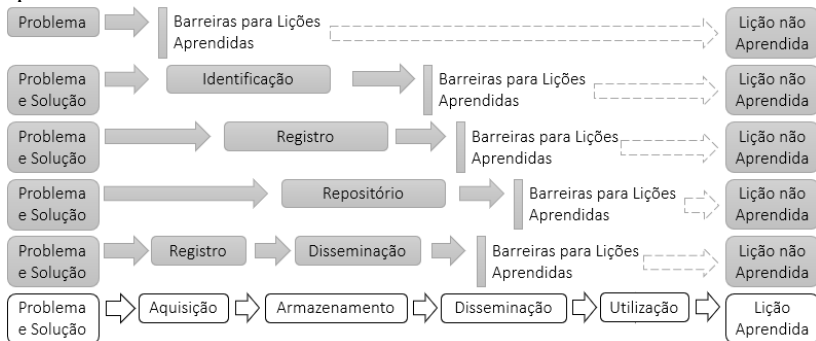 Problema
Barreiras para Lições
Aprendidas
Lição não
Aprendida
Problema
e Solução
Identificação
Barreiras para Lições
Aprendidas
Lição não
Aprendida
Problema
e Solução
Registro
Barreiras para Lições
Aprendidas
Lição não
Aprendida
Problema
e Solução
Repositório
Barreiras para Lições
Aprendidas
Lição não
Aprendida
Problema
e Solução
Registro
Disseminação
Barreiras para Lições
Aprendidas
Lição não
Aprendida
Problema
e Solução
Aquisição
Armazenamento
Disseminação
Utilização
Lição
Aprendida